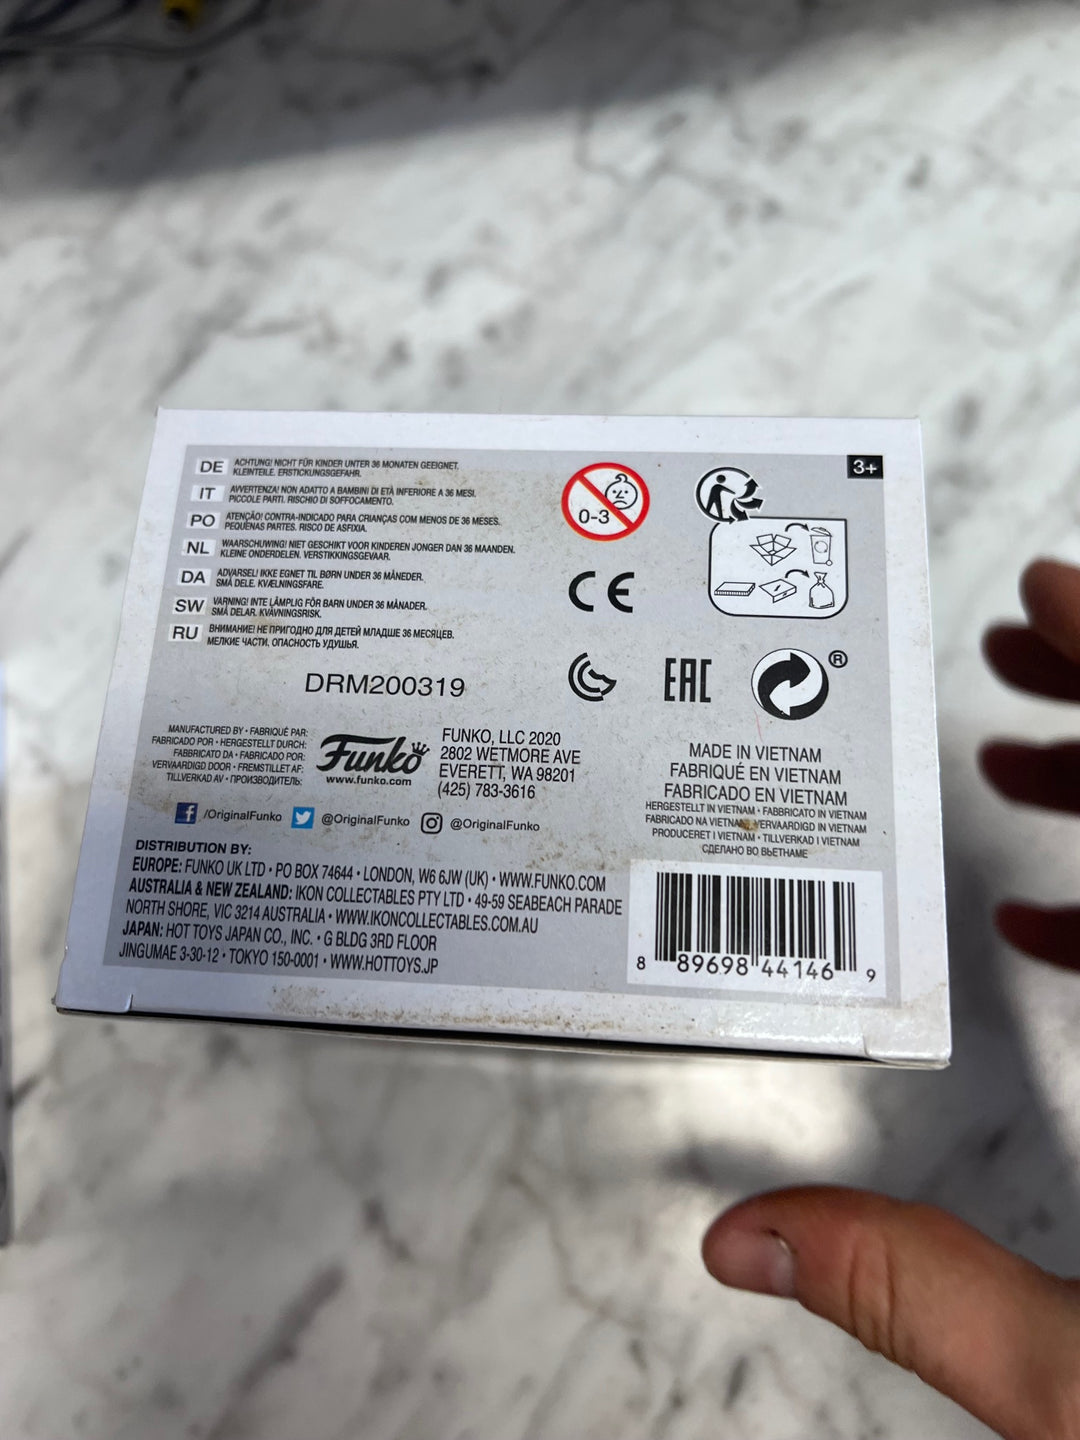 DE ACHTUNG! NICHT FÜR KINDER UNTER 36 MONATEN GEEIGNET.
KLEINTEILE. ERSTICKUNGSGEFAHR.
IT AVVERTENZA! NON ADATTO A BAMBINI DI ETÀ INFERIORE A 36 MESI.
PICCOLE PARTI. RISCHIO DI SOFFOCAMENTO.
PO ATENÇÃO! CONTRA-INDICADO PARA CRIANÇAS COM MENOS DE 36 MESES.
PEQUENAS PARTES. RISCO DE ASFIXIA.
NL WAARSCHUWING! NIET GESCHIKT VOOR KINDEREN JONGER DAN 36 MAANDEN.
KLEINE ONDERDELEN. VERSTIKKINGSGEVAAR.
DA ADVARSEL! IKKE EGNET TIL BØRN UNDER 36 MÅNEDER.
SMÅ DELE. KVÆLNINGSFARE.
SW VARNING! INTE LÄMPLIG FÖR BARN UNDER 36 MÅNADER.
SMÅ DELAR. KVÄVNINGSRISK.
RU ВНИМАНИЕ! НЕ ПРИГОДНО ДЛЯ ДЕТЕЙ МЛАДШЕ 36 МЕСЯЦЕВ.
МЕЛКИЕ ЧАСТИ. ОПАСНОСТЬ УДУШЬЯ.
0-3
3+
CE
EAC
®
DRM200319
MANUFACTURED BY • FABRIQUÉ PAR:
FABRICADO POR • HERGESTELLT DURCH:
FABBRICATO DA • FABRICADO POR:
VERVAARDIGD DOOR • FREMSTILLET AF:
TILLVERKAD AV • ПРОИЗВОДИТЕЛЬ:
Funko
www.funko.com
FUNKO, LLC 2020
2802 WETMORE AVE
EVERETT, WA 98201
(425) 783-3616
/OriginalFunko @OriginalFunko @OriginalFunko
MADE IN VIETNAM
FABRIQUÉ EN VIETNAM
FABRICADO EN VIETNAM
HERGESTELLT IN VIETNAM • FABBRICATO IN VIETNAM
FABRICADO NA VIETNAM • VERVAARDIGD IN VIETNAM
PRODUCERET I VIETNAM • TILLVERKAD I VIETNAM
СДЕЛАНО ВО ВЬЕТНАМЕ
DISTRIBUTION BY:
EUROPE: FUNKO UK LTD • PO BOX 74644 • LONDON, W6 6JW (UK) • WWW.FUNKO.COM
AUSTRALIA & NEW ZEALAND: IKON COLLECTABLES PTY LTD • 49-59 SEABEACH PARADE
NORTH SHORE, VIC 3214 AUSTRALIA • WWW.IKONCOLLECTABLES.COM.AU
JAPAN: HOT TOYS JAPAN CO., INC. • G BLDG 3RD FLOOR
JINGUMAE 3-30-12 • TOKYO 150-0001 • WWW.HOTTOYS.JP
8 89698 44146 9